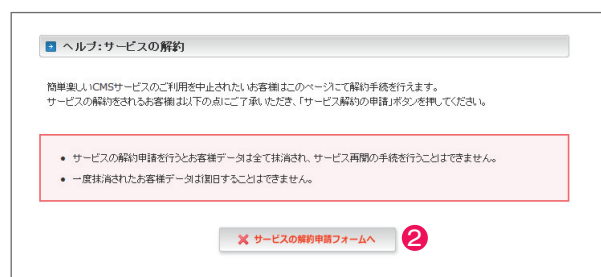 ヘルプ:サービスの解約
簡単楽しいCMSサービスのご利用を中止されたいお客様はこのページにて解約手続を行えます。
サービスの解約をされるお客様は以下の点にご了承いただき、「サービス解約の申請」ボタンを押してください。
• サービスの解約申請を行うとお客様データは全て抹消され、サービス再開の手続を行うことはできません。
• 一度抹消されたお客様データは復旧することはできません。
サービスの解約申請フォームへ 2